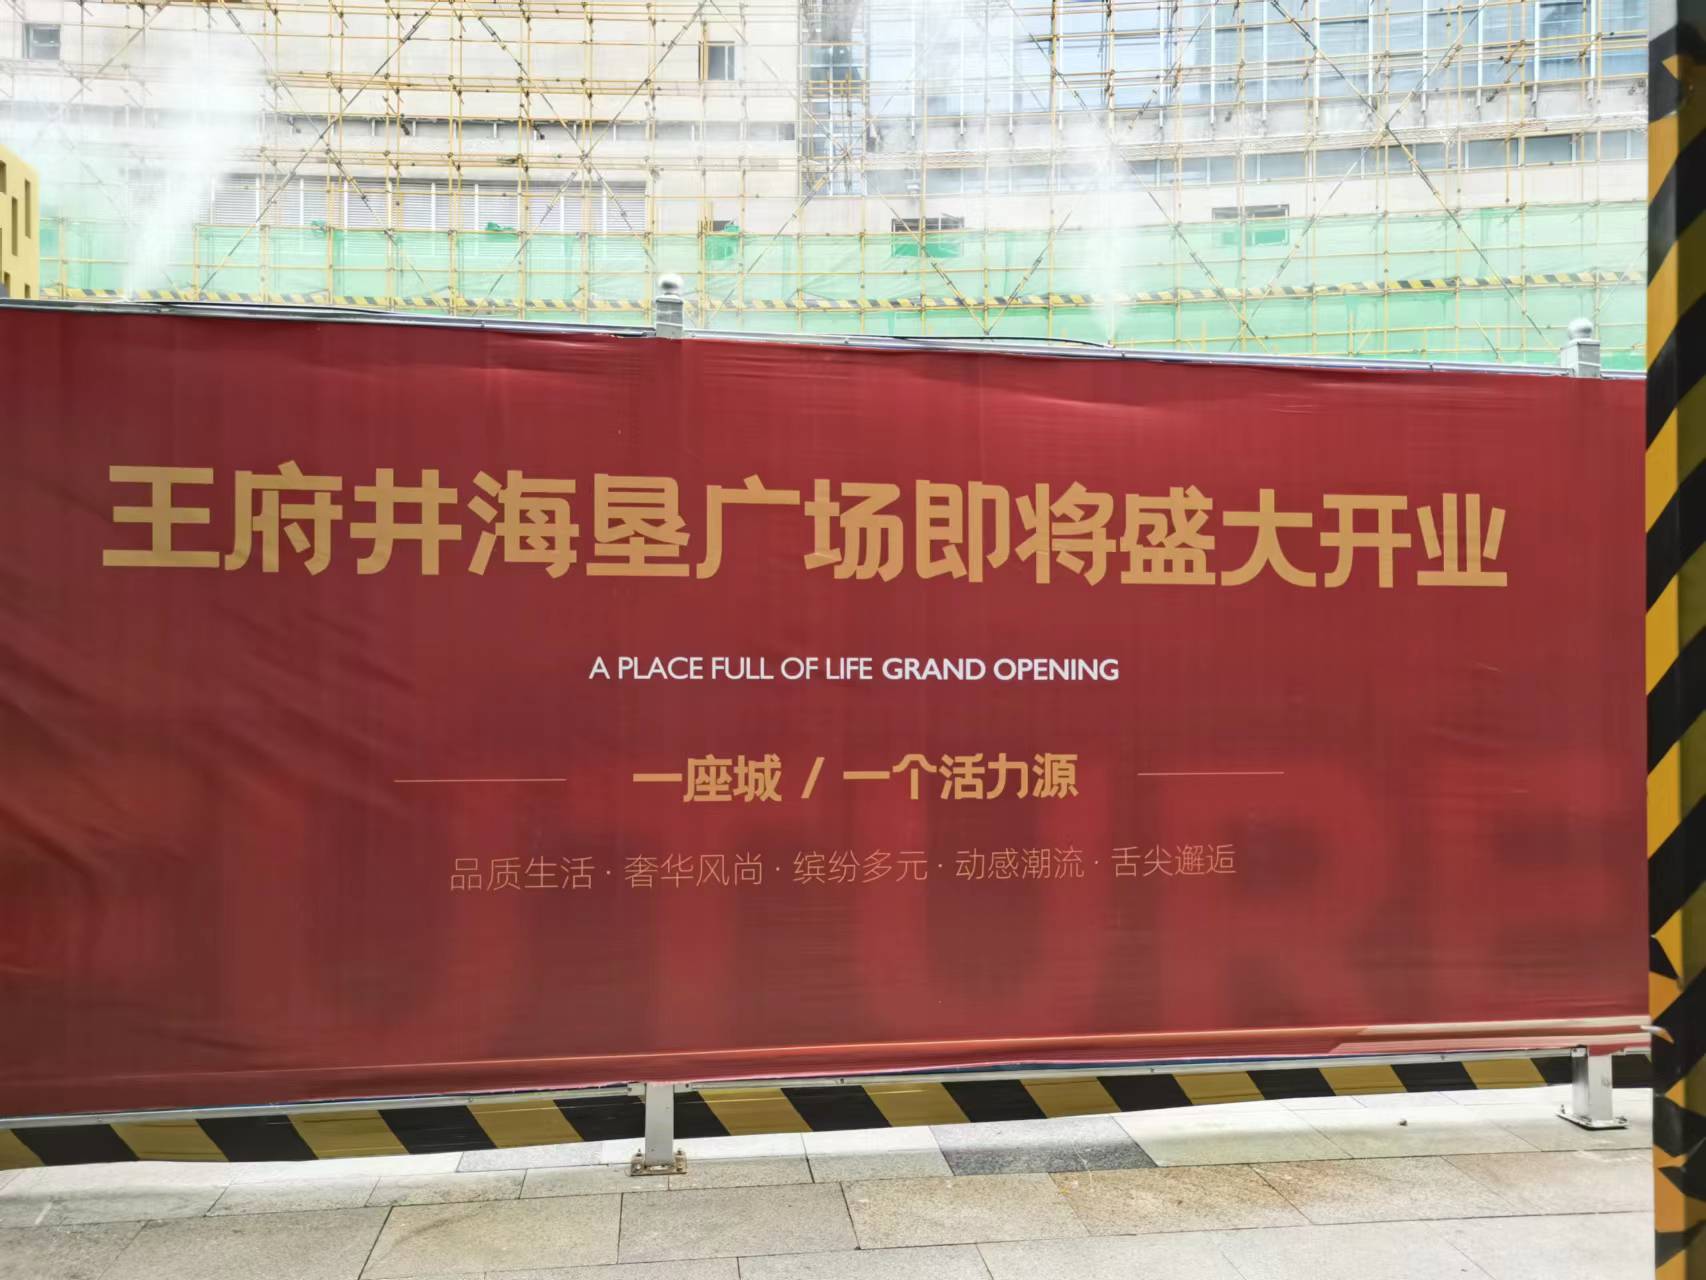 王府井海垦广场即将盛大开业
A PLACE FULL OF LIFE GRAND OPENING
一座城 / 一个活力源
品质生活·奢华风尚·缤纷多元·动感潮流·舌尖邂逅
UTURE